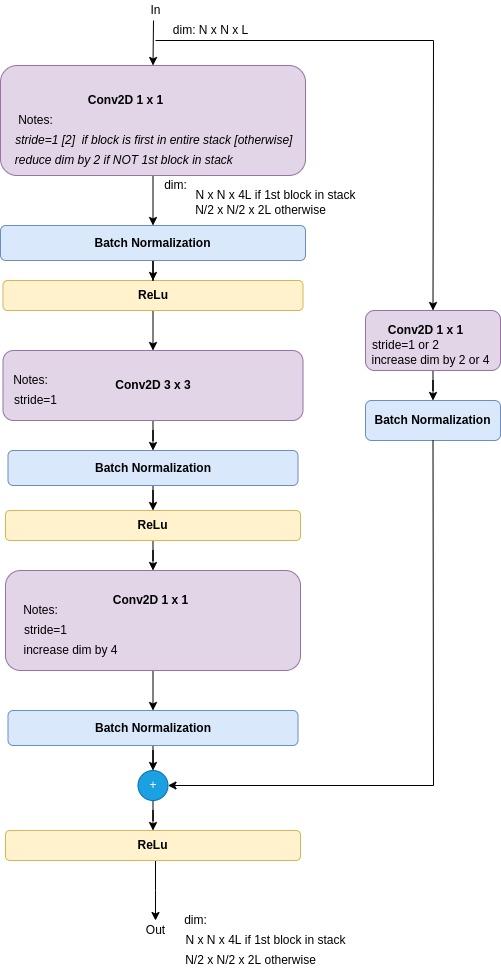 In
dim: N x N x L
Conv2D 1 x 1
Notes:
stride=1 [2]  if block is first in entire stack [otherwise]
reduce dim by 2 if NOT 1st block in stack
dim:
N x N x 4L if 1st block in stack
N/2 x N/2 x 2L otherwise
Batch Normalization
ReLu
Conv2D 1 x 1
stride=1 or 2
increase dim by 2 or 4
Notes:
Conv2D 3 x 3
stride=1
Batch Normalization
Batch Normalization
ReLu
Conv2D 1 x 1
Notes:
stride=1
increase dim by 4
Batch Normalization
+
ReLu
Out
dim:
N x N x 4L if 1st block in stack
N/2 x N/2 x 2L otherwise